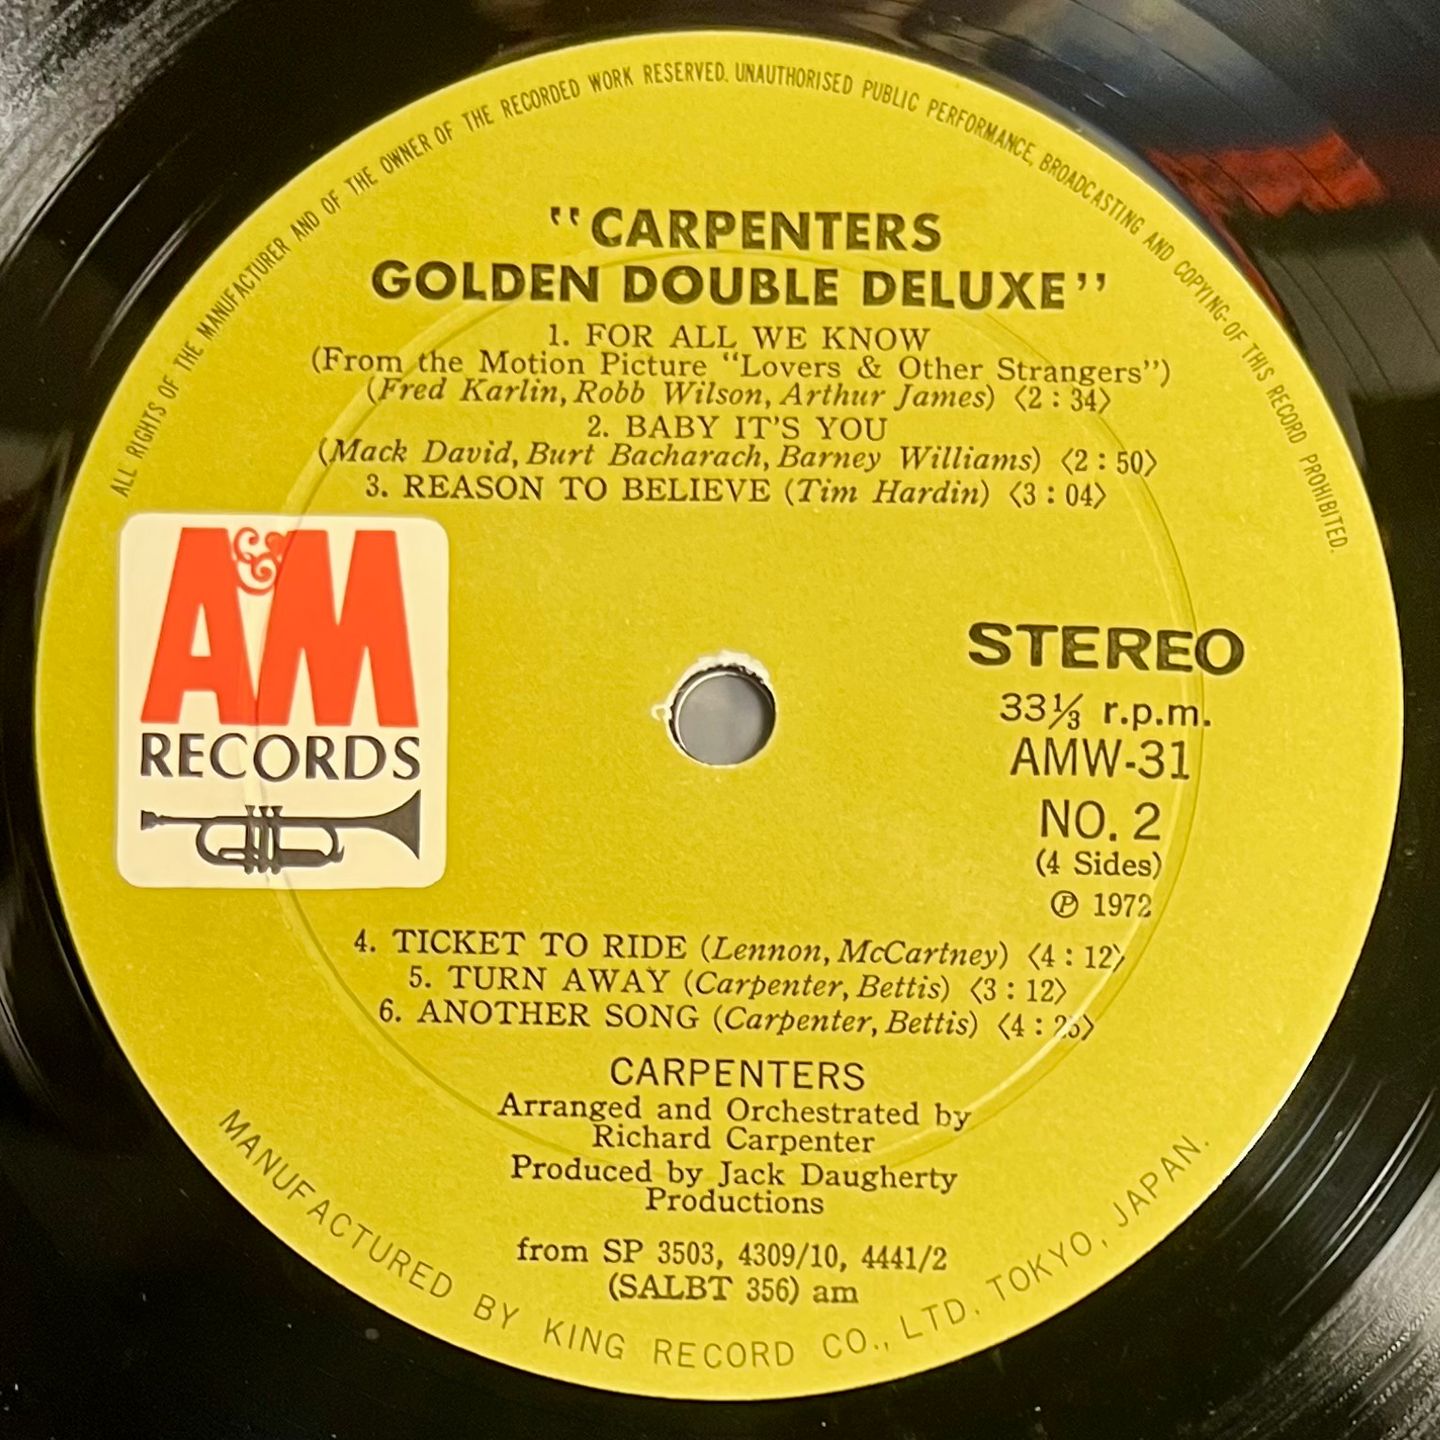 ALL RIGHTS OF THE MANUFACTURER AND OF THE OWNER OF THE RECORDED WORK RESERVED. UNAUTHORISED PUBLIC PERFORMANCE, BROADCASTING AND COPYING-OF THIS RECORD PROHIBITED.
"CARPENTERS
GOLDEN DOUBLE DELUXE"
1. FOR ALL WE KNOW
(From the Motion Picture "Lovers & Other Strangers")
(Fred Karlin, Robb Wilson, Arthur James) 〈2 : 34〉
2. BABY IT'S YOU
(Mack David, Burt Bacharach, Barney Williams) 〈2 : 50〉
3. REASON TO BELIEVE (Tim Hardin) 〈3 : 04〉
A&M
RECORDS
STEREO
33⅓ r.p.m.
AMW-31
NO. 2
(4 Sides)
Ⓟ 1972
4. TICKET TO RIDE (Lennon, McCartney) 〈4 : 12〉
5. TURN AWAY (Carpenter, Bettis) 〈3 : 12〉
6. ANOTHER SONG (Carpenter, Bettis)
CARPENTERS
Arranged and Orchestrated by
Richard Carpenter
Produced by Jack Daugherty
Productions
from SP 3503, 4309/10, 4441/2
(SALBT 356) am
MANUFACTURED BY KING RECORD CO., LTD. TOKYO, JAPAN.